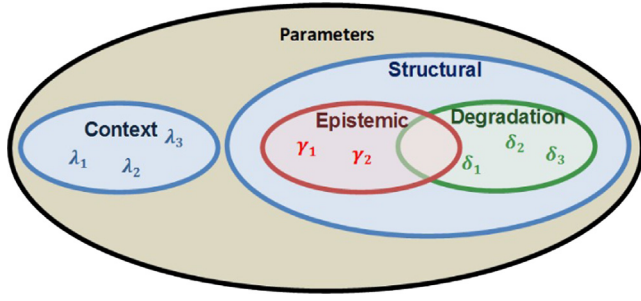 Parameters
Structural
Context
λ₁ λ₂ λ₃
Epistemic
γ₁ γ₂
Degradation
δ₁ δ₂ δ₃